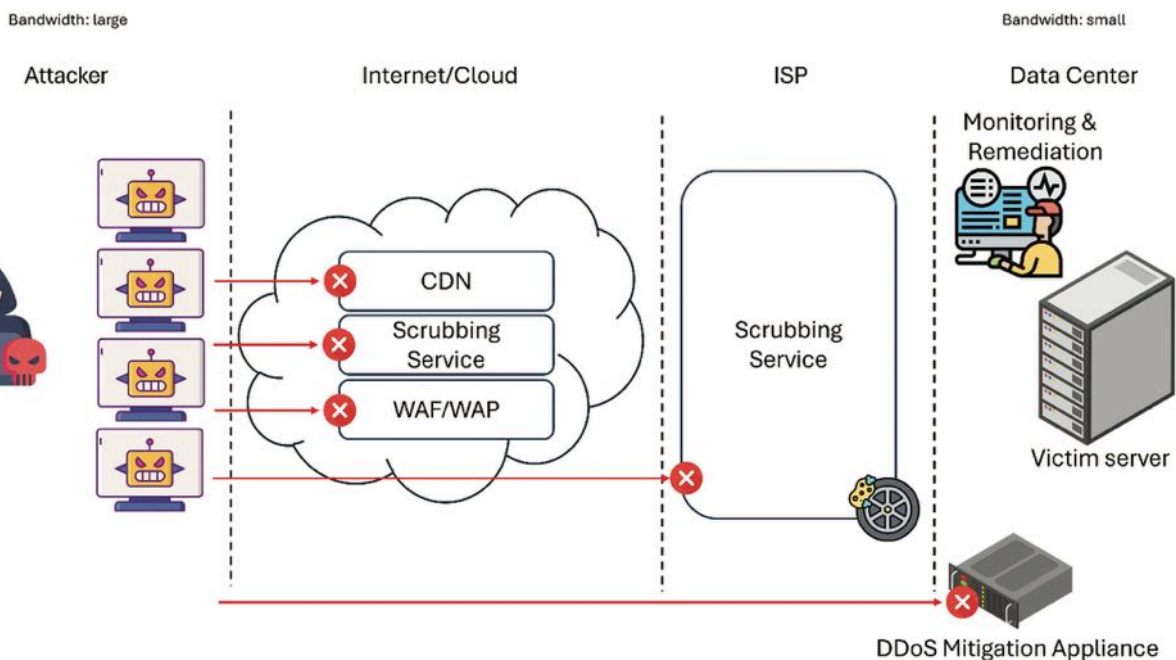 Bandwidth: large
Bandwidth: small
Attacker
Internet/Cloud
ISP
Data Center
Monitoring &
Remediation
CDN
Scrubbing
Service
WAF/WAP
Scrubbing
Service
Victim server
DDoS Mitigation Appliance